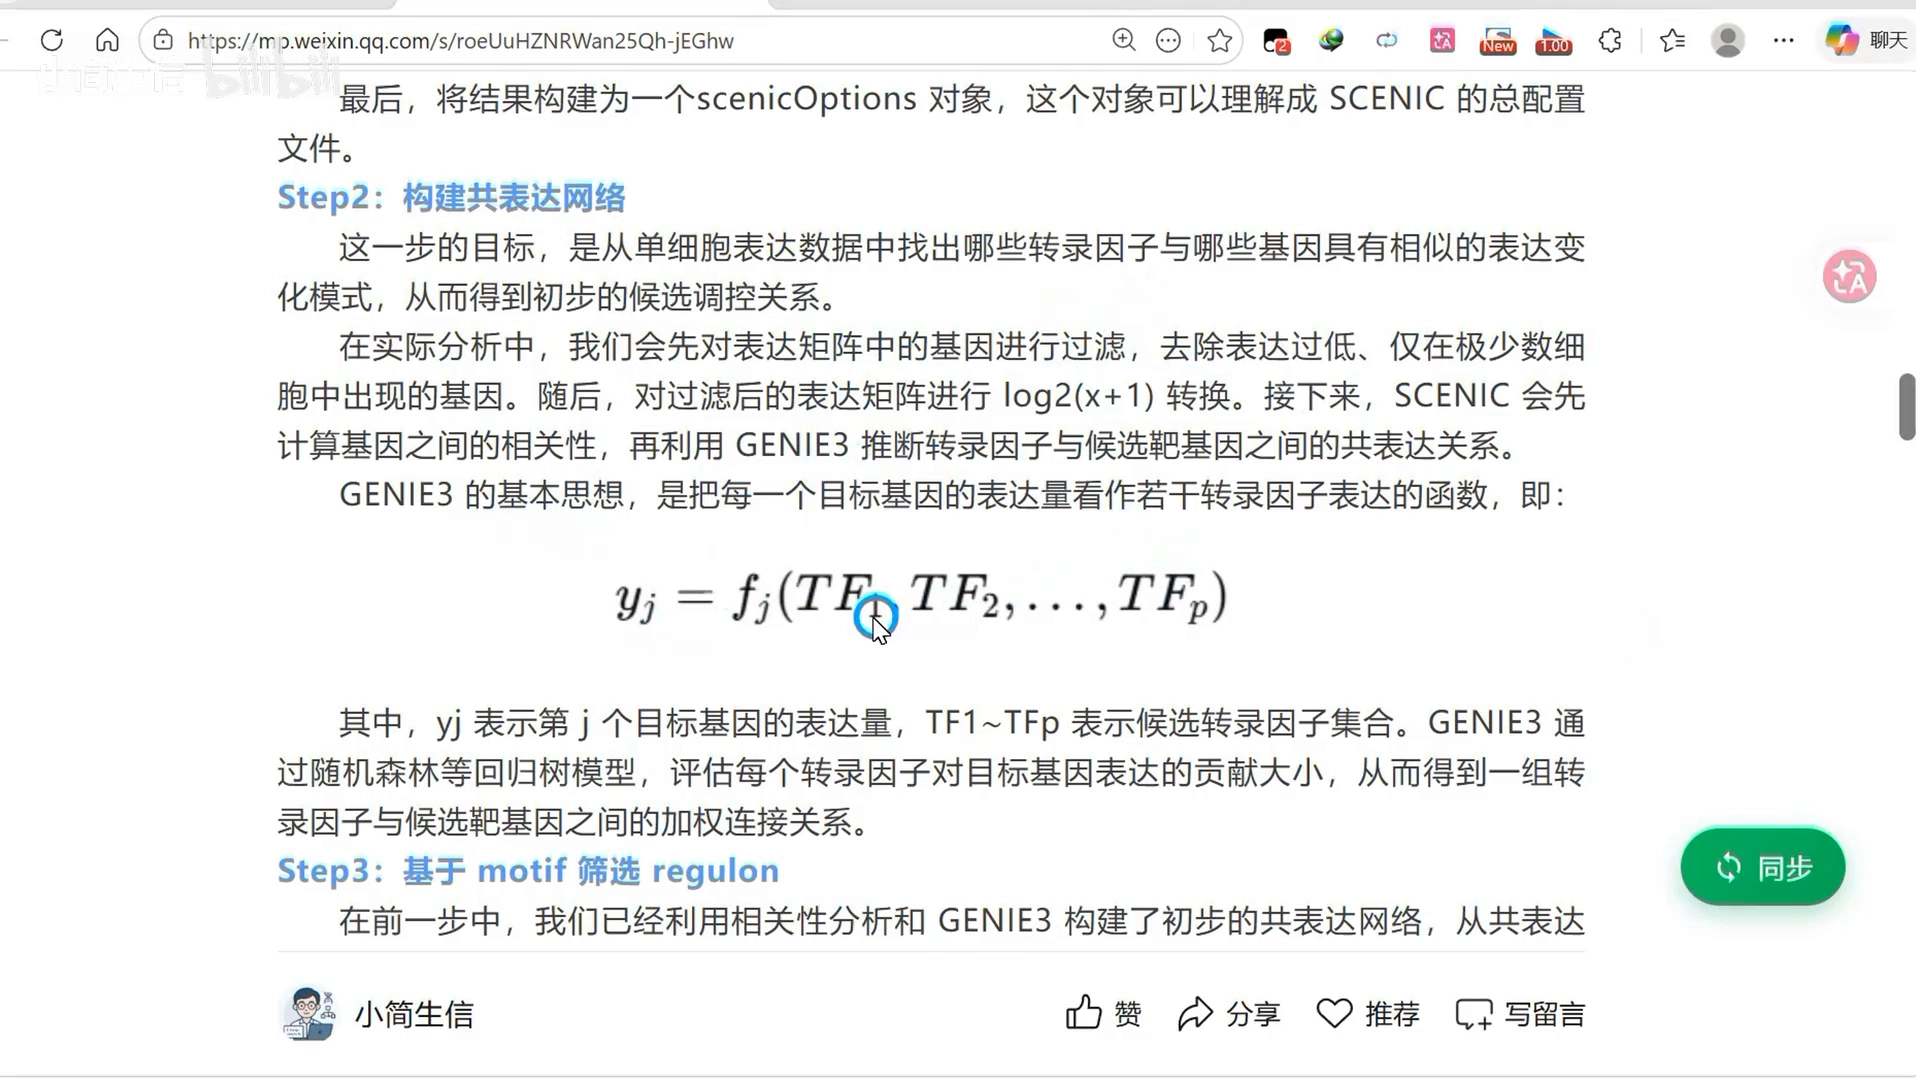 https://mp.weixin.qq.com/s/roeUuHZNRWan25Qh-jEGhw
2
New
1.00
聊天
bilibili
最后，将结果构建为一个scenicOptions 对象，这个对象可以理解成 SCENIC 的总配置
文件。
Step2：构建共表达网络
这一步的目标，是从单细胞表达数据中找出哪些转录因子与哪些基因具有相似的表达变
化模式，从而得到初步的候选调控关系。
在实际分析中，我们会先对表达矩阵中的基因进行过滤，去除表达过低、仅在极少数细
胞中出现的基因。随后，对过滤后的表达矩阵进行 log2(x+1) 转换。接下来，SCENIC 会先
计算基因之间的相关性，再利用 GENIE3 推断转录因子与候选靶基因之间的共表达关系。
GENIE3 的基本思想，是把每一个目标基因的表达量看作若干转录因子表达的函数，即：
y_j = f_j(TF_1, TF_2, . . . , TF_p)
其中，yj 表示第 j 个目标基因的表达量，TF1~TFp 表示候选转录因子集合。GENIE3 通
过随机森林等回归树模型，评估每个转录因子对目标基因表达的贡献大小，从而得到一组转
录因子与候选靶基因之间的加权连接关系。
Step3：基于 motif 筛选 regulon
同步
在前一步中，我们已经利用相关性分析和 GENIE3 构建了初步的共表达网络，从共表达
小简生信
赞
分享
推荐
写留言